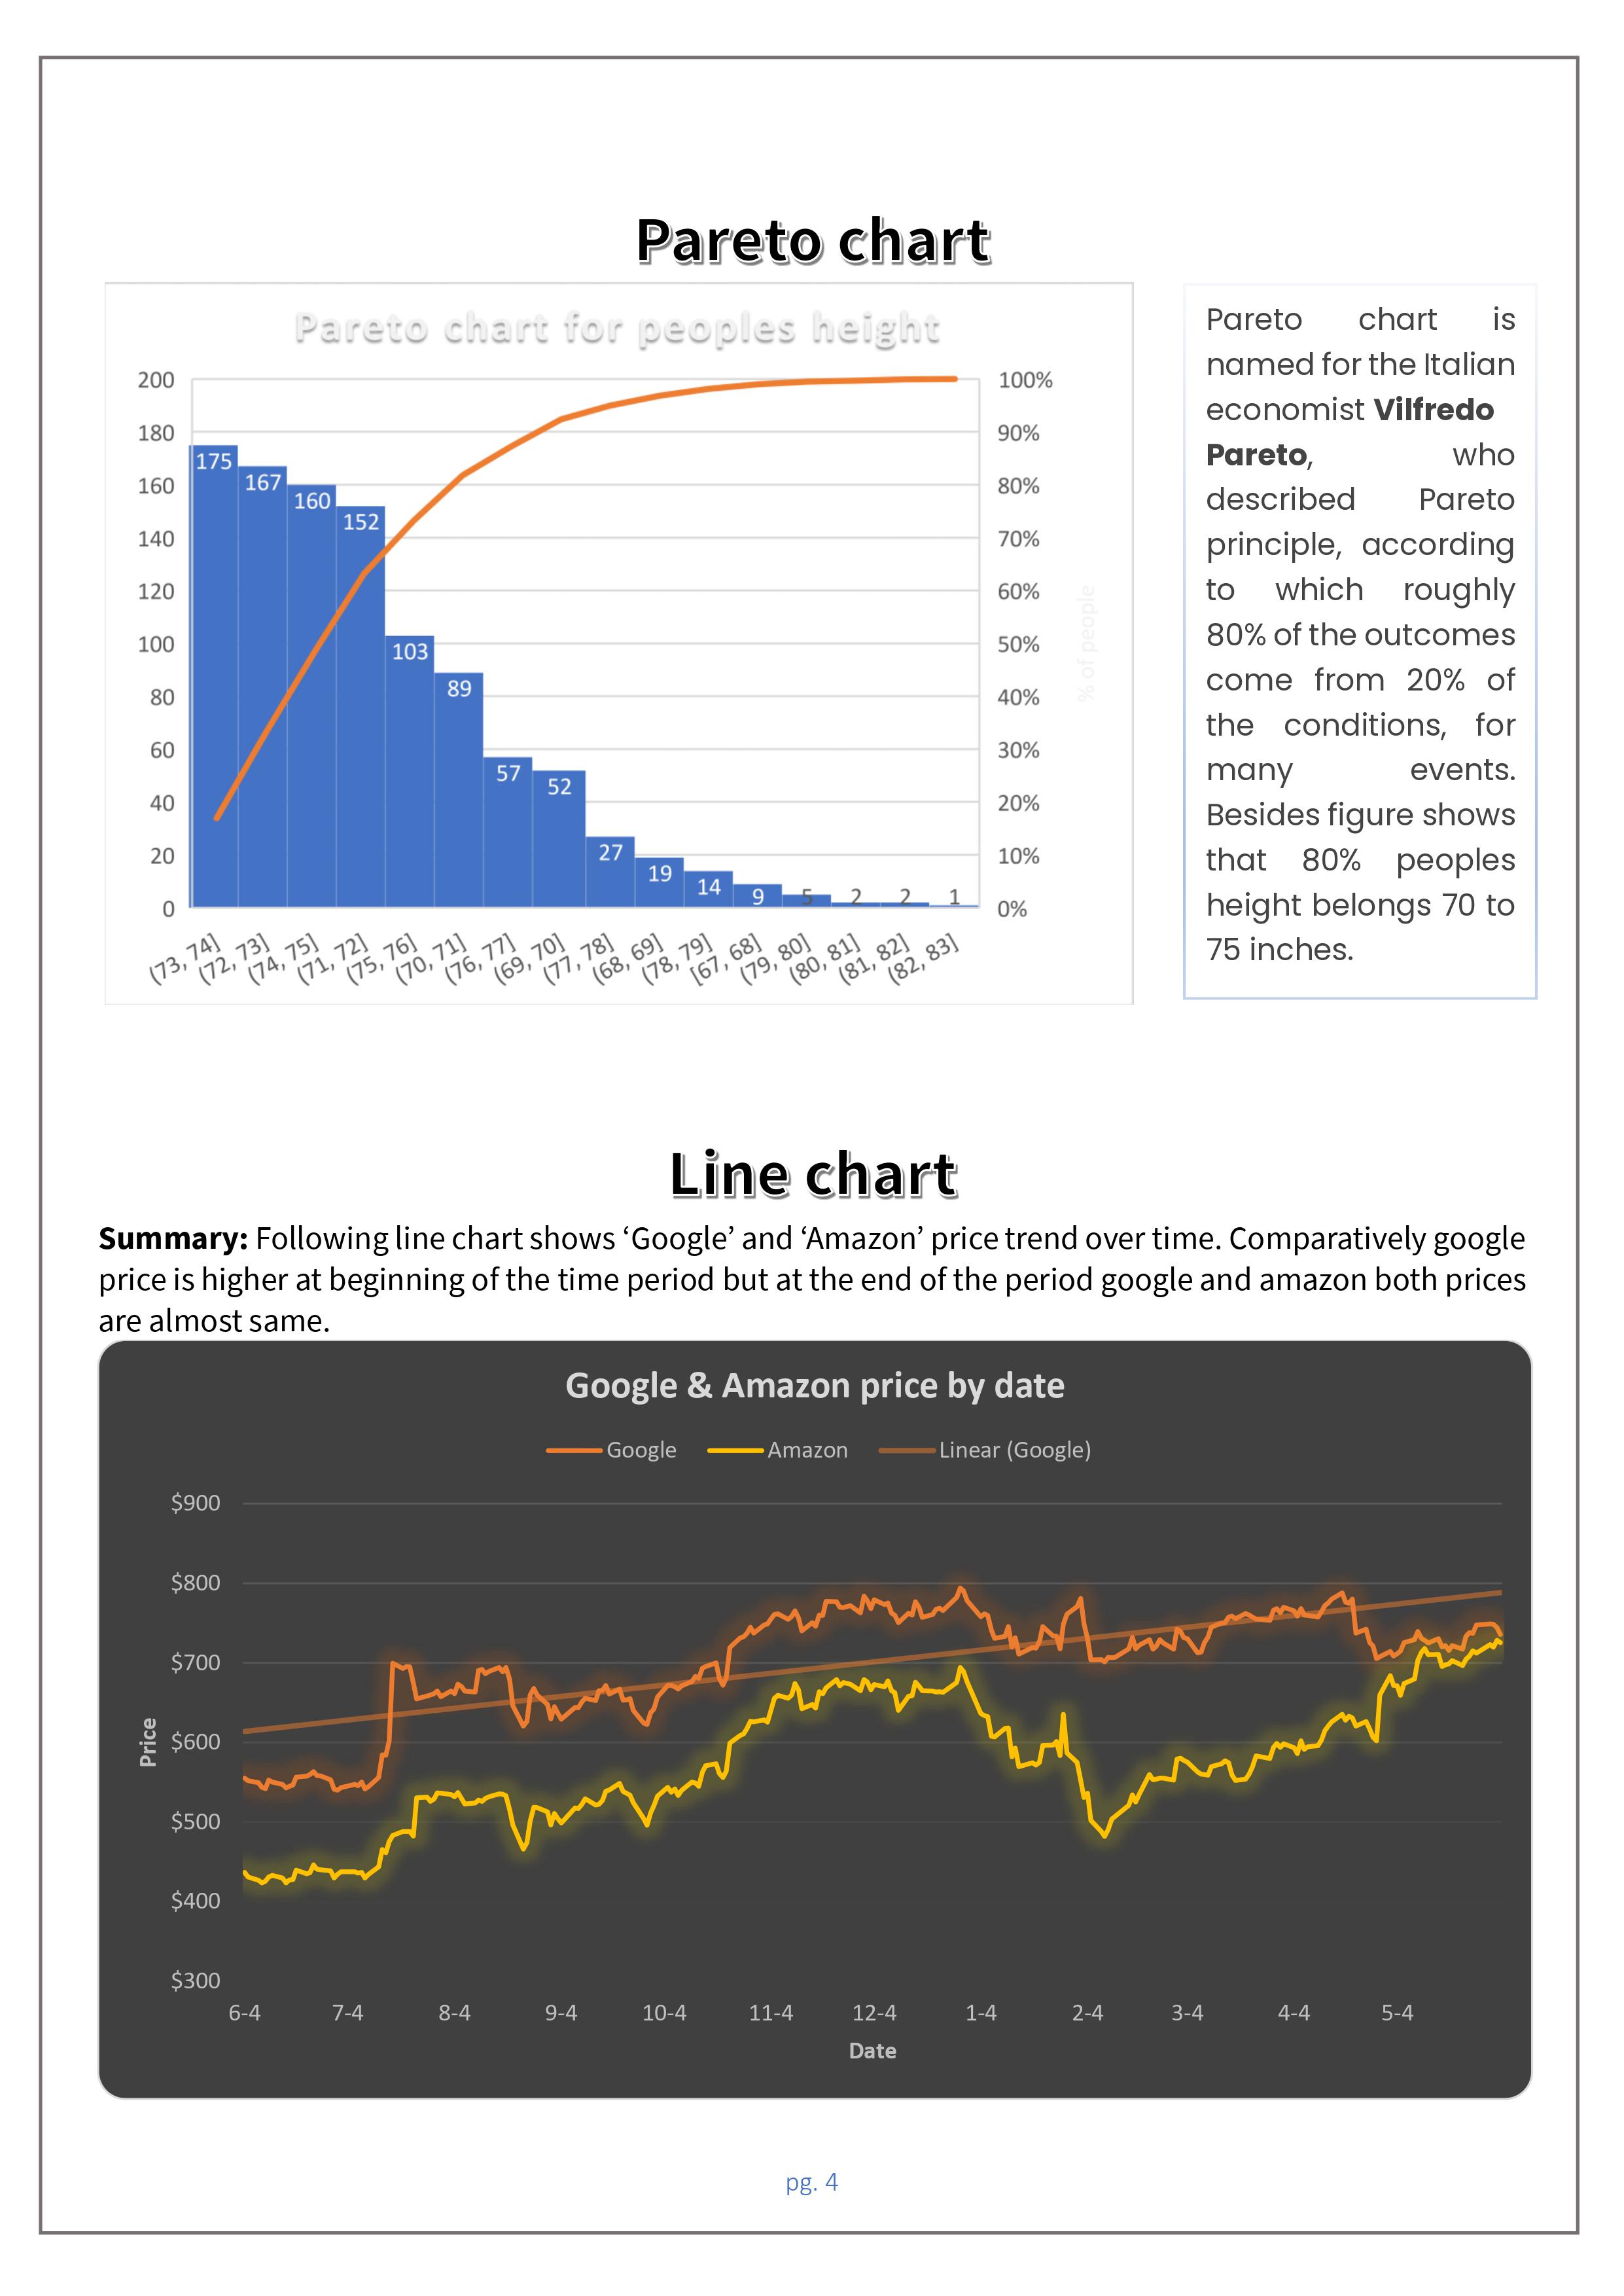 Pareto chart
Pareto chart for peoples height
200
180
160
140
120
100
80
60
40
20
0
175
167
160
152
103
89
57
52
27
19
14
9
5
2
2
1
100%
90%
80%
70%
60%
50%
40%
30%
20%
10%
0%
% of people
(73, 74]
(72, 73]
(74, 75]
(71, 72]
(75, 76]
(70, 71]
(76, 77]
(69, 70]
(77, 78]
(68, 69]
(78, 79]
[67, 68]
(79, 80]
(80, 81]
(81, 82]
(82, 83]
Pareto chart is
named for the Italian
economist Vilfredo
Pareto, who
described Pareto
principle, according
to which roughly
80% of the outcomes
come from 20% of
the conditions, for
many events.
Besides figure shows
that 80% peoples
height belongs 70 to
75 inches.
Line chart
Summary: Following line chart shows ‘Google’ and ‘Amazon’ price trend over time. Comparatively google
price is higher at beginning of the time period but at the end of the period google and amazon both prices
are almost same.
Google & Amazon price by date
Google Amazon Linear (Google)
$900
$800
$700
$600
$500
$400
$300
Price
6-4 7-4 8-4 9-4 10-4 11-4 12-4 1-4 2-4 3-4 4-4 5-4
Date
pg. 4